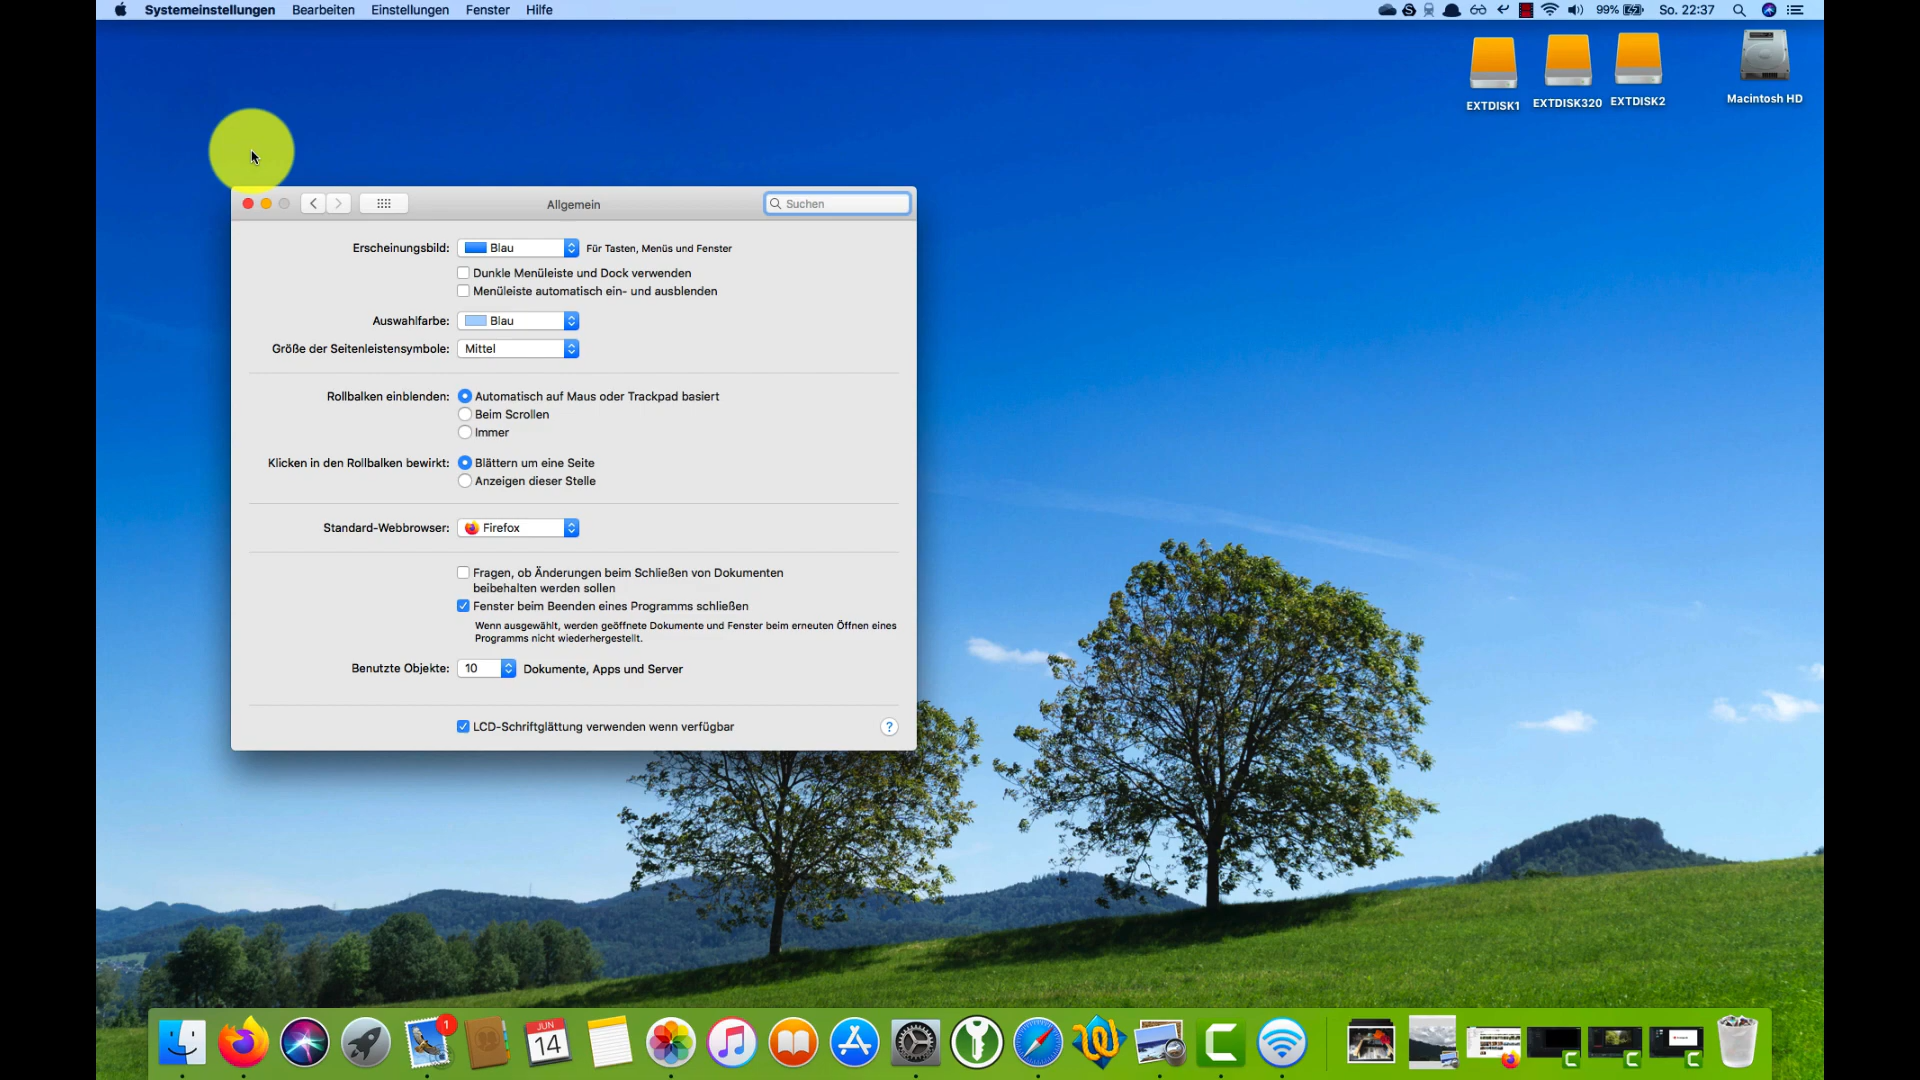 Systemeinstellungen Bearbeiten Einstellungen Fenster Hilfe 99% So. 22:37
EXTDISK1 EXTDISK320 EXTDISK2 Macintosh HD
Allgemein Suchen
Erscheinungsbild: Blau Für Tasten, Menüs und Fenster
Dunkle Menüleiste und Dock verwenden
Menüleiste automatisch ein- und ausblenden
Auswahlfarbe: Blau
Größe der Seitenleistensymbole: Mittel
Rollbalken einblenden: Automatisch auf Maus oder Trackpad basiert
Beim Scrollen
Immer
Klicken in den Rollbalken bewirkt: Blättern um eine Seite
Anzeigen dieser Stelle
Standard-Webbrowser: Firefox
Fragen, ob Änderungen beim Schließen von Dokumenten
beibehalten werden sollen
Fenster beim Beenden eines Programms schließen
Wenn ausgewählt, werden geöffnete Dokumente und Fenster beim erneuten Öffnen eines
Programms nicht wiederhergestellt.
Benutzte Objekte: 10 Dokumente, Apps und Server
LCD-Schriftglättung verwenden wenn verfügbar ?
1
JUN
14